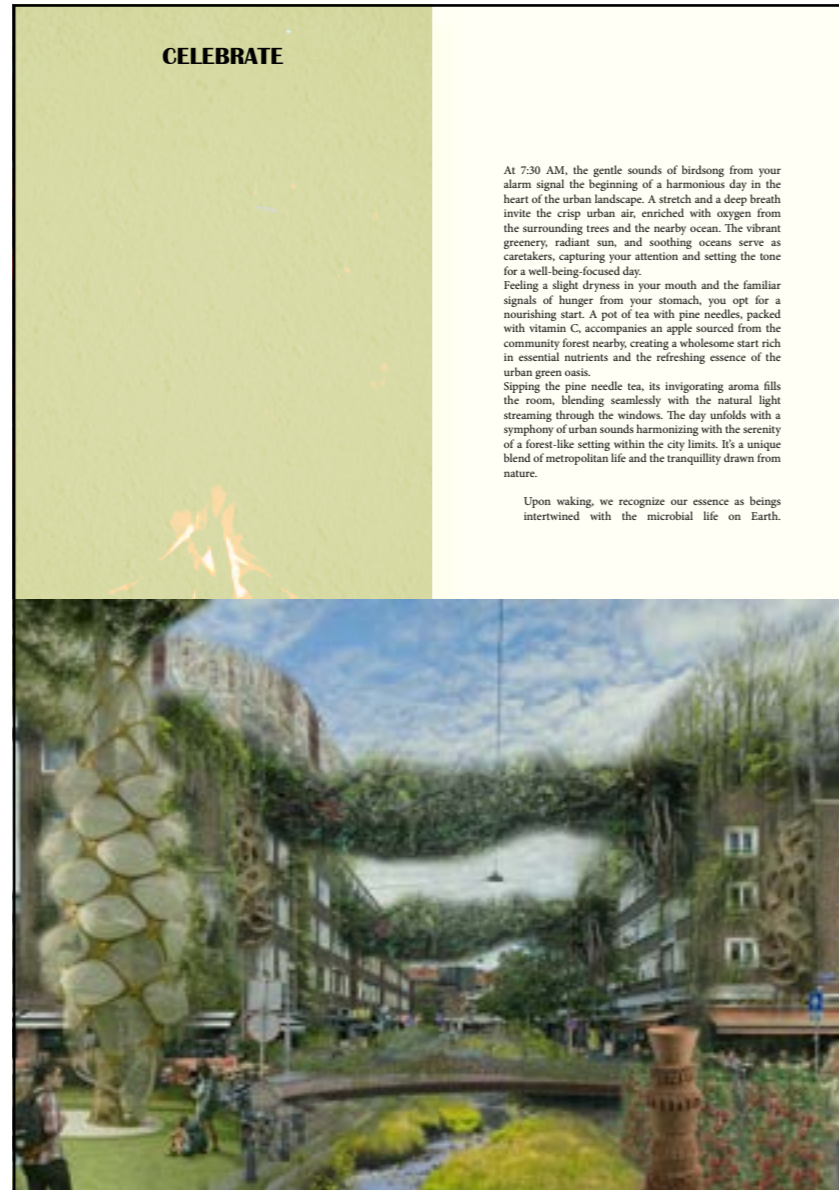 CELEBRATE
At 7:30 AM, the gentle sounds of birdsong from your
alarm signal the beginning of a harmonious day in the
heart of the urban landscape. A stretch and a deep breath
invite the crisp urban air, enriched with oxygen from
the surrounding trees and the nearby ocean. The vibrant
greenery, radiant sun, and soothing oceans serve as
caretakers, capturing your attention and setting the tone
for a well-being-focused day.
Feeling a slight dryness in your mouth and the familiar
signals of hunger from your stomach, you opt for a
nourishing start. A pot of tea with pine needles, packed
with vitamin C, accompanies an apple sourced from the
community forest nearby, creating a wholesome start rich
in essential nutrients and the refreshing essence of the
urban green oasis.
Sipping the pine needle tea, its invigorating aroma fills
the room, blending seamlessly with the natural light
streaming through the windows. The day unfolds with a
symphony of urban sounds harmonizing with the serenity
of a forest-like setting within the city limits. It's a unique
blend of metropolitan life and the tranquillity drawn from
nature.
Upon waking, we recognize our essence as beings
intertwined with the microbial life on Earth.